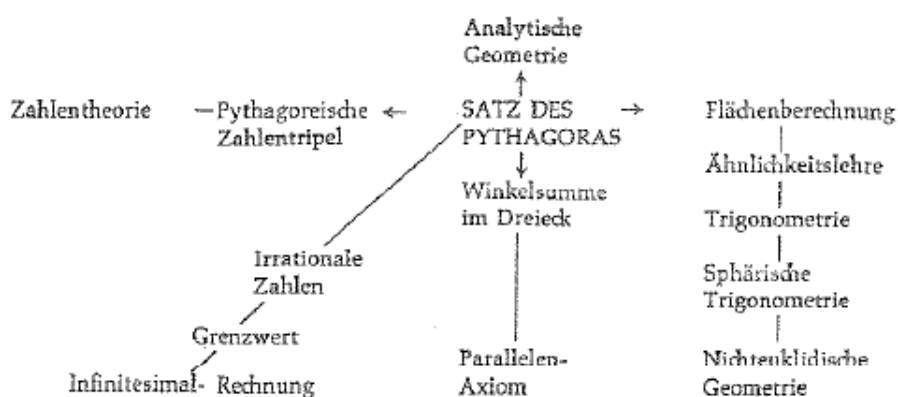 Analytische
Geometrie
Zahlentheorie
Pythagoreische
Zahlentripel
SATZ DES
PYTHAGORAS
Flächenberechnung
Ähnlichkeitslehre
Winkelsumme
im Dreieck
Trigonometrie
Irrationale
Zahlen
Sphärische
Trigonometrie
Grenzwert
Infinitesimal- Rechnung
Parallelen-
Axiom
Nichteuklidische
Geometrie